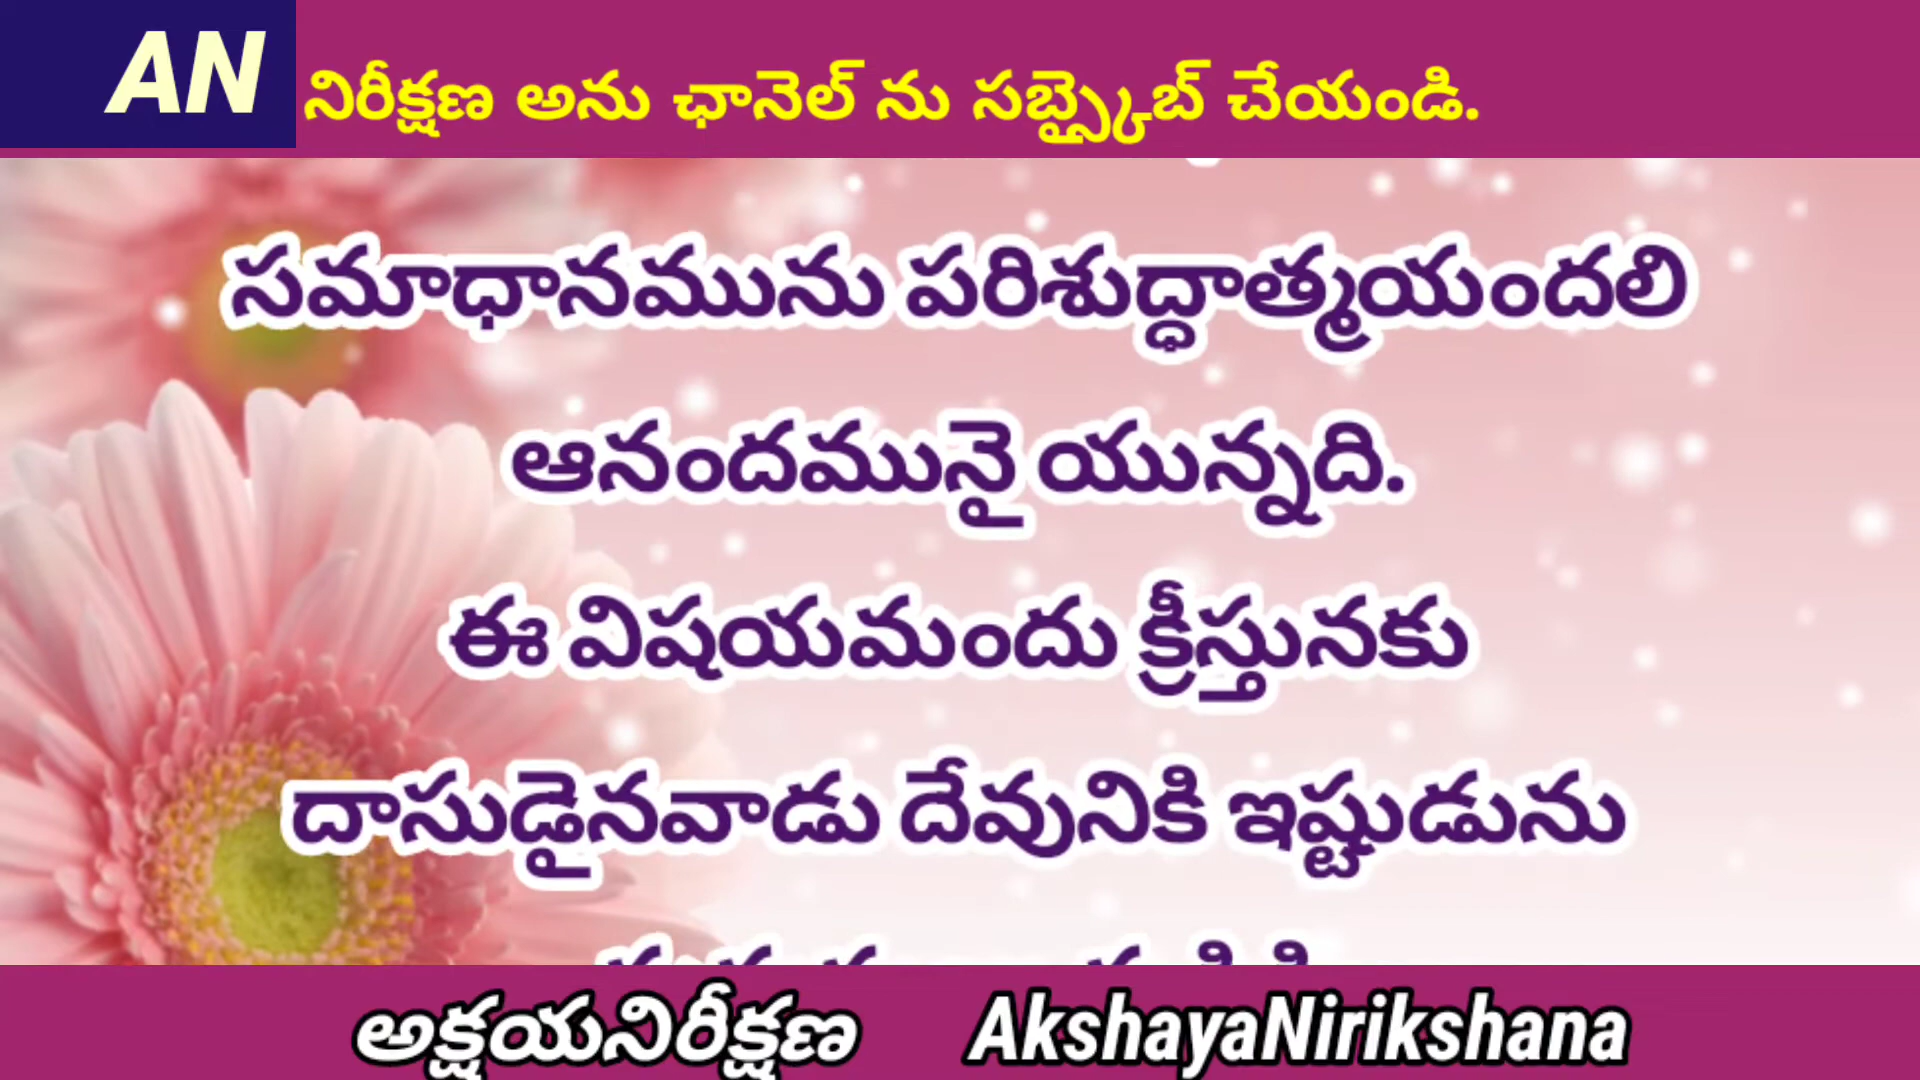 AN
నిరీక్షణ అను ఛానెల్ ను సబ్స్క్రైబ్ చేయండి.
సమాధానమును పరిశుద్ధాత్మయందలి
ఆనందమునై యున్నది.
ఈ విషయమందు క్రీస్తునకు
దాసుడైనవాడు దేవునికి ఇష్టుడును
అక్షయనిరీక్షణ AkshayaNirikshana